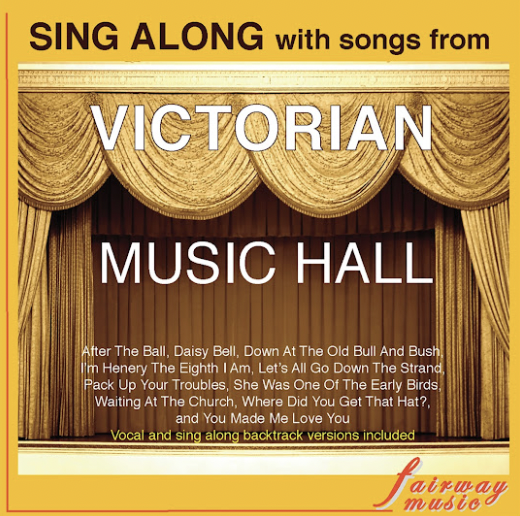 SING ALONG with songs from
VICTORIAN
MUSIC HALL
After The Ball, Daisy Bell, Down At The Old Bull And Bush,
I'm Henery The Eighth I Am, Let's All Go Down The Strand,
Pack Up Your Troubles, She Was One Of The Early Birds,
Waiting At The Church, Where Did You Get That Hat?,
and You Made Me Love You
Vocal and sing along backtrack versions included
fairway
music